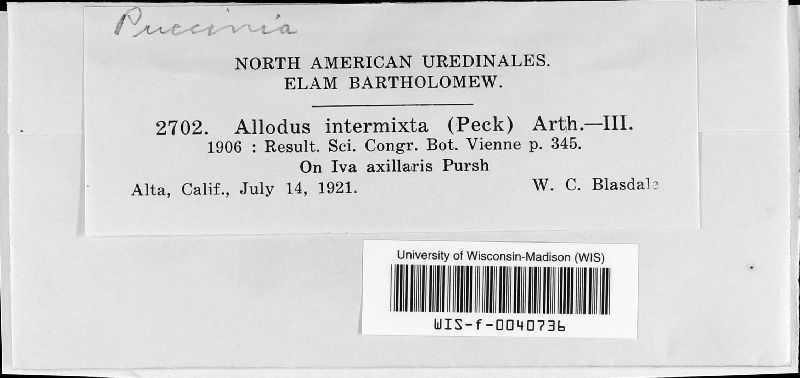 Puccinia
NORTH AMERICAN UREDINALES.
ELAM BARTHOLOMEW.
2702. Allodus intermixta (Peck) Arth.—III.
1906 : Result. Sci. Congr. Bot. Vienne p. 345.
On Iva axillaris Pursh
Alta, Calif., July 14, 1921. W. C. Blasdale
University of Wisconsin-Madison (WIS)
WIS-f-0040736